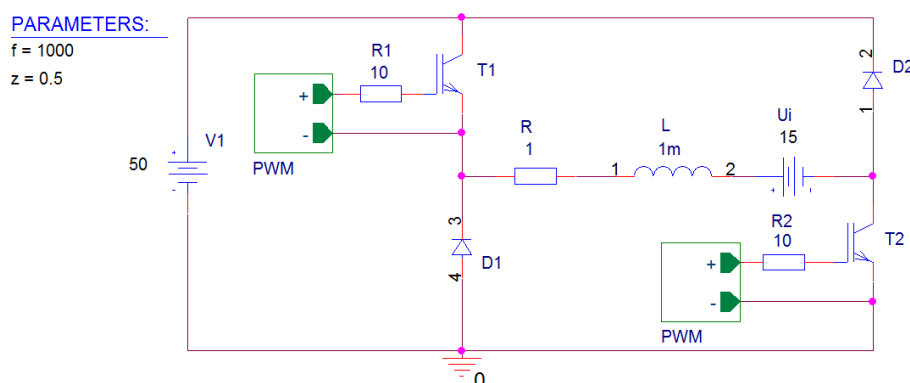 PARAMETERS:
f = 1000
z = 0.5
R1
10
T1
+
-
PWM
V1
50
+
-
R
1
L
1m
1
2
Ui
15
+
-
2
D2
1
3
D1
4
R2
10
T2
+
-
PWM
0